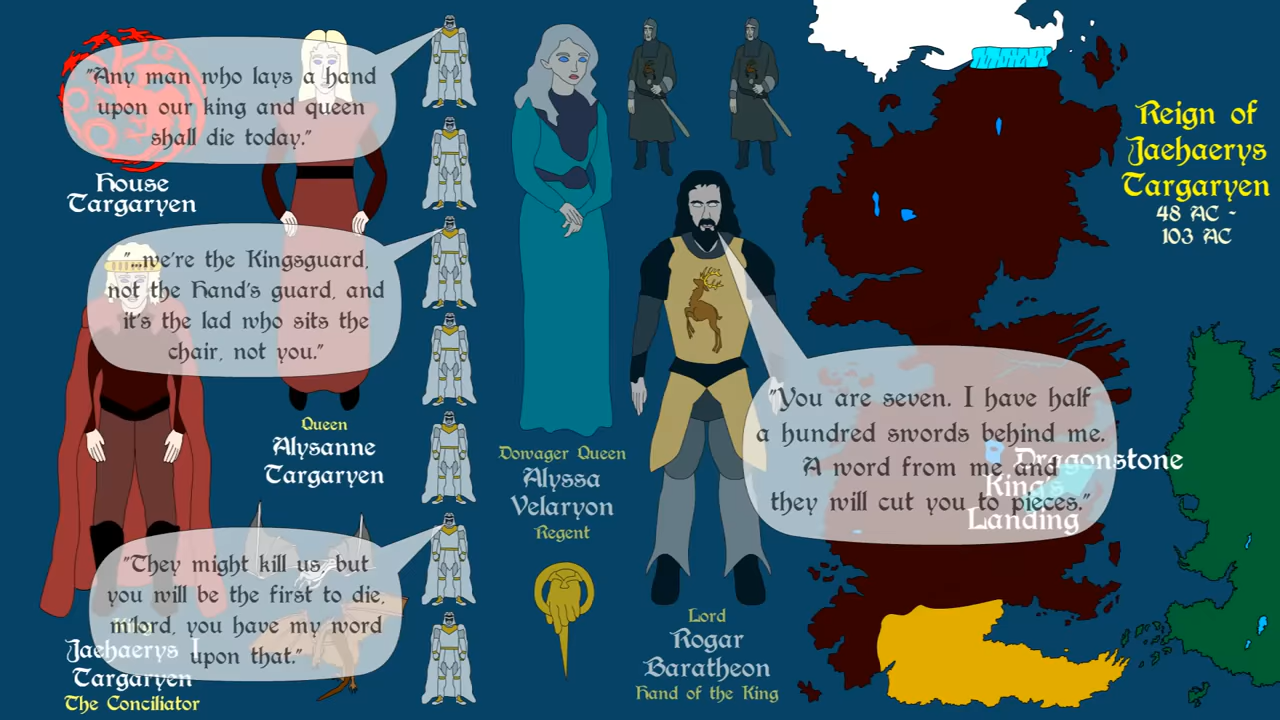 "Any man who lays a hand
upon our king and queen
shall die today."
House
Targaryen
"...we're the Kingsguard,
not the Hand's guard, and
it's the lad who sits the
chair, not you."
Queen
Alysanne
Targaryen
"They might kill us, but
you will be the first to die,
m'lord, you have my word
upon that."
Jaehaerys I
Targaryen
The Conciliator
Dowager Queen
Alyssa
Velaryon
Regent
"You are seven. I have half
a hundred swords behind me.
A word from me and
they will cut you to pieces."
Lord
Rogar
Baratheon
Hand of the King
Dragonstone
King's
Landing
Reign of
Jaehaerys
Targaryen
48 AC -
103 AC